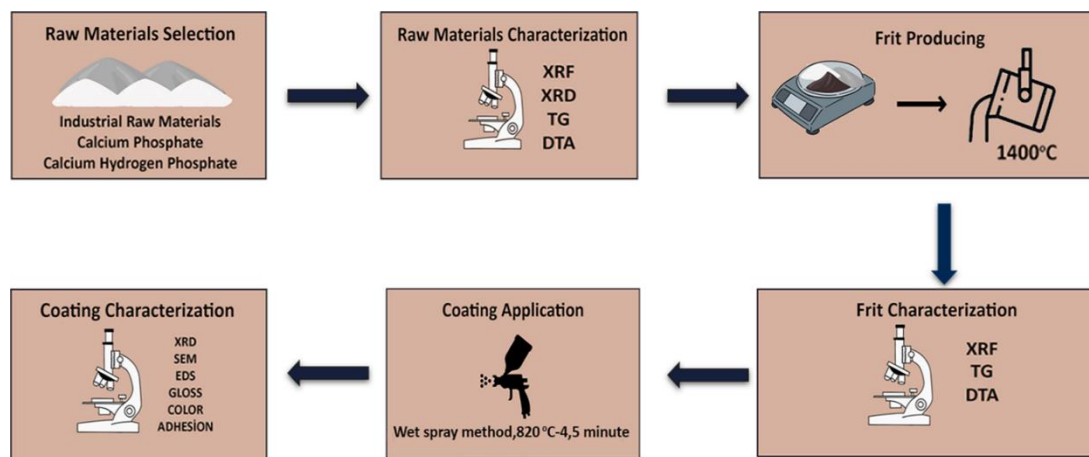 Raw Materials Selection
Industrial Raw Materials
Calcium Phosphate
Calcium Hydrogen Phosphate
Raw Materials Characterization
XRF
XRD
TG
DTA
Frit Producing
1400°C
Frit Characterization
XRF
TG
DTA
Coating Application
Wet spray method,820 °C-4,5 minute
Coating Characterization
XRD
SEM
EDS
GLOSS
COLOR
ADHESİON